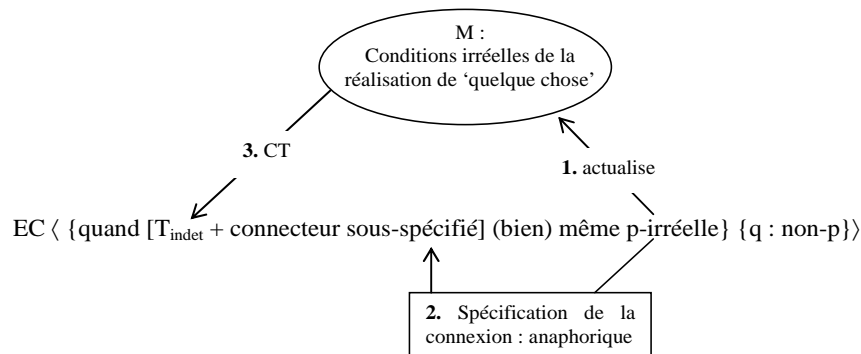 M :
Conditions irréelles de la
réalisation de ‘quelque chose’
3. CT
1. actualise
EC ⟨ {quand [Tindet + connecteur sous-spécifié] (bien) même p-irréelle} {q : non-p}⟩
2. Spécification de la
connexion : anaphorique